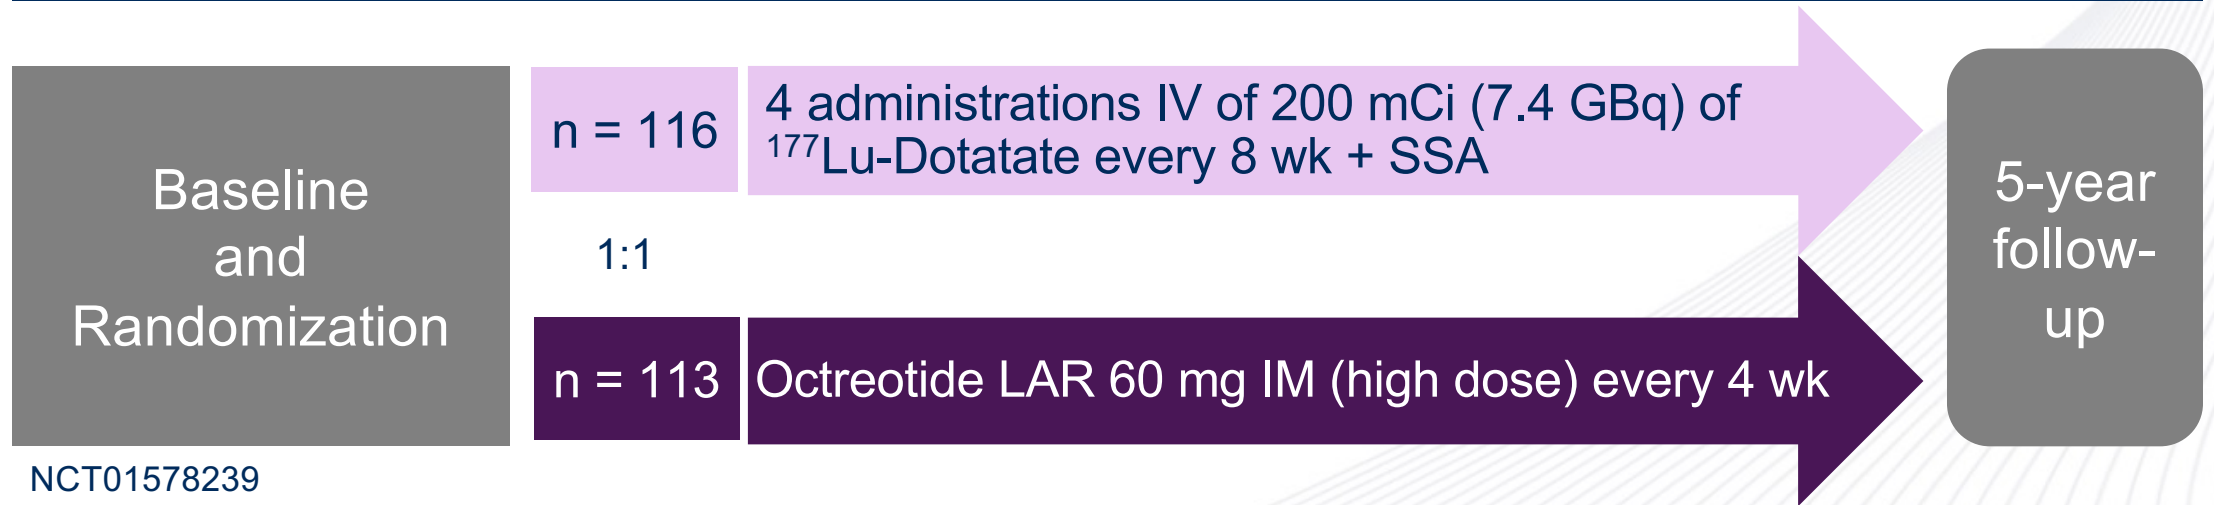 Baseline
and
Randomization
n = 116
4 administrations IV of 200 mCi (7.4 GBq) of
¹⁷⁷Lu-Dotatate every 8 wk + SSA
1:1
n = 113
Octreotide LAR 60 mg IM (high dose) every 4 wk
5-year
follow-
up
NCT01578239